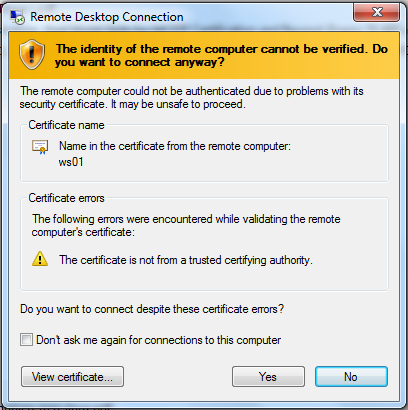 Remote Desktop Connection
The identity of the remote computer cannot be verified. Do
you want to connect anyway?
The remote computer could not be authenticated due to problems with its
security certificate. It may be unsafe to proceed.
Certificate name
Name in the certificate from the remote computer:
ws01
Certificate errors
The following errors were encountered while validating the remote
computer's certificate:
The certificate is not from a trusted certifying authority.
Do you want to connect despite these certificate errors?
Don't ask me again for connections to this computer
View certificate...
Yes
No